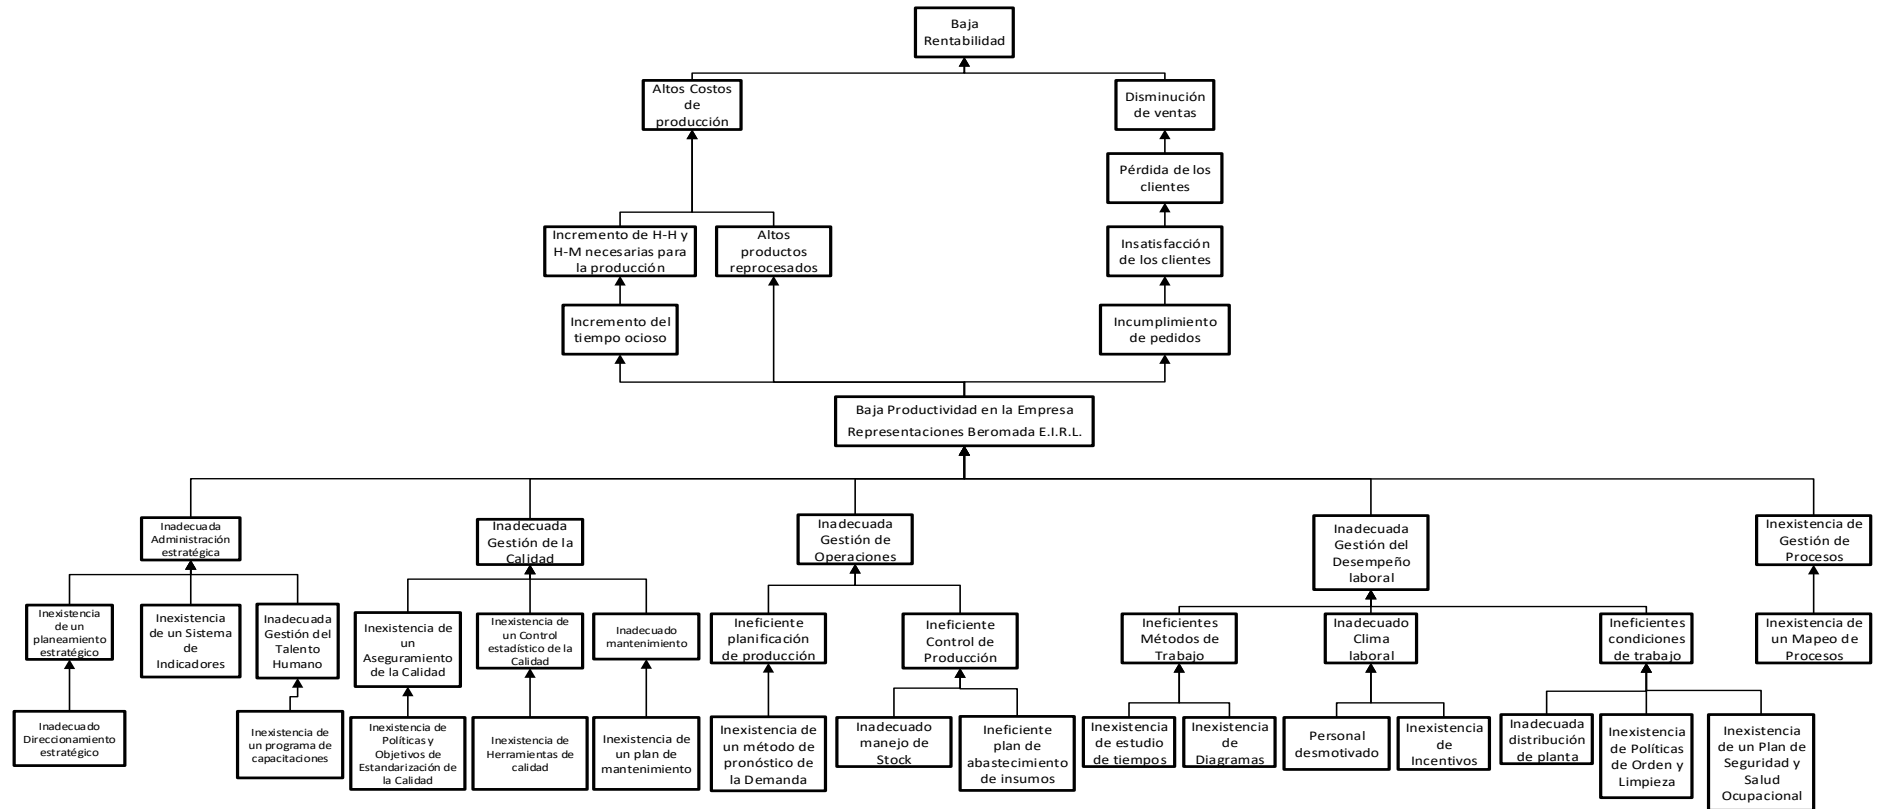 Baja
Rentabilidad
Altos Costos
de
producción
Disminución
de ventas
Pérdida de los
clientes
Incremento de H-H y
H-M necesarias para
la producción
Altos
productos
reprocesados
Insatisfacción
de los clientes
Incremento del
tiempo ocioso
Incumplimiento
de pedidos
Baja Productividad en la Empresa
Representaciones Beromada E.I.R.L.
Inadecuada
Administración
estratégica
Inadecuada
Gestión de la
Calidad
Inadecuada
Gestión de
Operaciones
Inadecuada
Gestión del
Desempeño
laboral
Inexistencia de
Gestión de
Procesos
Inexistencia
de un
planeamiento
estratégico
Inexistencia
de un Sistema
de
Indicadores
Inadecuada
Gestión del
Talento
Humano
Inexistencia de
un
Aseguramiento
de la Calidad
Inexistencia de
un Control
estadístico de la
Calidad
Inadecuado
mantenimiento
Ineficiente
planificación
de producción
Ineficiente
Control de
Producción
Ineficientes
Métodos de
Trabajo
Inadecuado
Clima
laboral
Ineficientes
condiciones
de trabajo
Inexistencia de
un Mapeo de
Procesos
Inadecuado
Direccionamiento
estratégico
Inexistencia de
un programa de
capacitaciones
Inexistencia de
Políticas y
Objetivos de
Estandarización de
la Calidad
Inexistencia de
Herramientas de
calidad
Inexistencia de
un plan de
mantenimiento
Inexistencia de
un método de
pronóstico de
la Demanda
Inadecuado
manejo de
Stock
Ineficiente
plan de
abastecimiento
de insumos
Inexistencia
de estudio
de tiempos
Inexistencia
de
Diagramas
Personal
desmotivado
Inexistencia
de
Incentivos
Inadecuada
distribución
de planta
Inexistencia
de Políticas
de Orden y
Limpieza
Inexistencia
de un Plan de
Seguridad y
Salud
Ocupacional